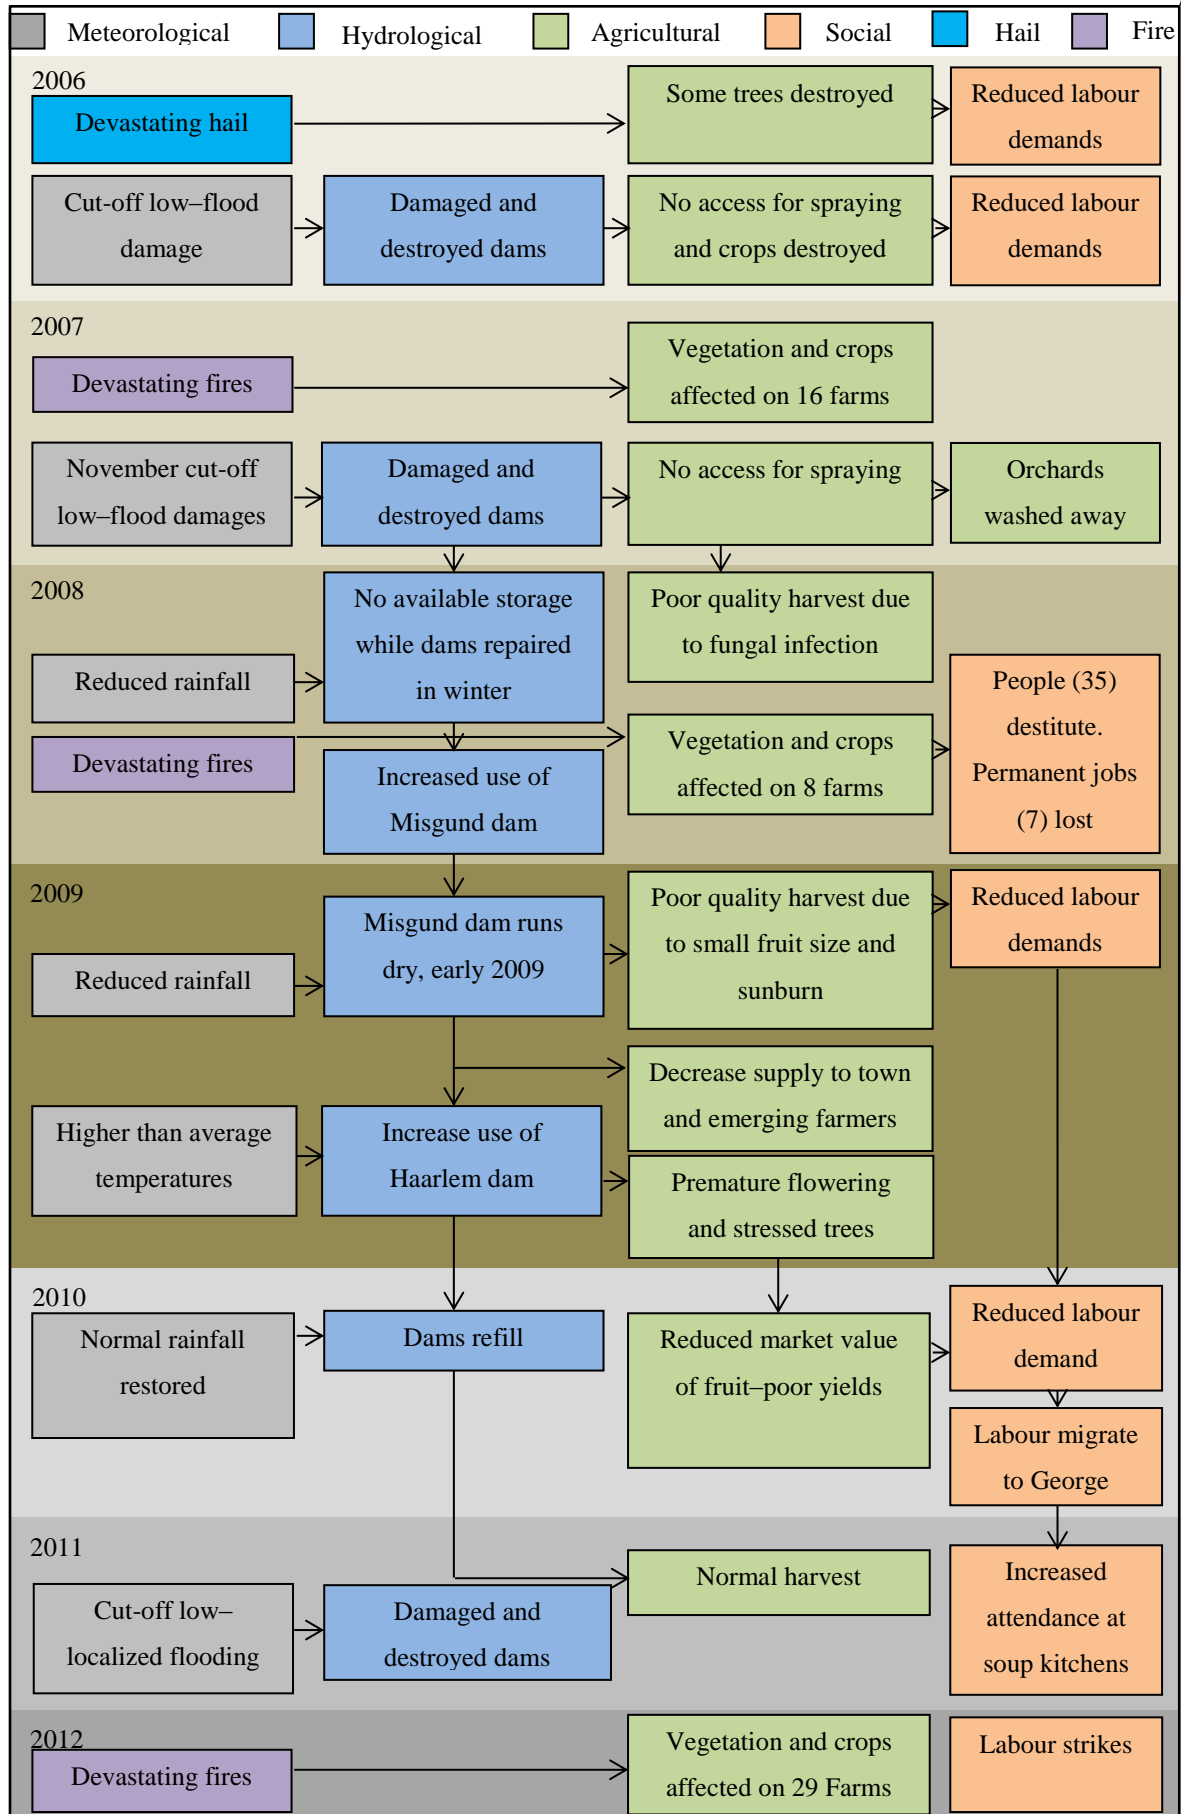 Meteorological Hydrological Agricultural Social Hail Fire
2006
Devastating hail
Some trees destroyed
Reduced labour
demands
Cut-off low–flood
damage
Damaged and
destroyed dams
No access for spraying
and crops destroyed
Reduced labour
demands
2007
Devastating fires
Vegetation and crops
affected on 16 farms
November cut-off
low–flood damages
Damaged and
destroyed dams
No access for spraying
Orchards
washed away
2008
Reduced rainfall
No available storage
while dams repaired
in winter
Poor quality harvest due
to fungal infection
Devastating fires
Vegetation and crops
affected on 8 farms
People (35)
destitute.
Permanent jobs
(7) lost
Increased use of
Misgund dam
2009
Reduced rainfall
Misgund dam runs
dry, early 2009
Poor quality harvest due
to small fruit size and
sunburn
Reduced labour
demands
Decrease supply to town
and emerging farmers
Higher than average
temperatures
Increase use of
Haarlem dam
Premature flowering
and stressed trees
2010
Normal rainfall
restored
Dams refill
Reduced market value
of fruit–poor yields
Reduced labour
demand
Labour migrate
to George
2011
Cut-off low–
localized flooding
Damaged and
destroyed dams
Normal harvest
Increased
attendance at
soup kitchens
2012
Devastating fires
Vegetation and crops
affected on 29 Farms
Labour strikes